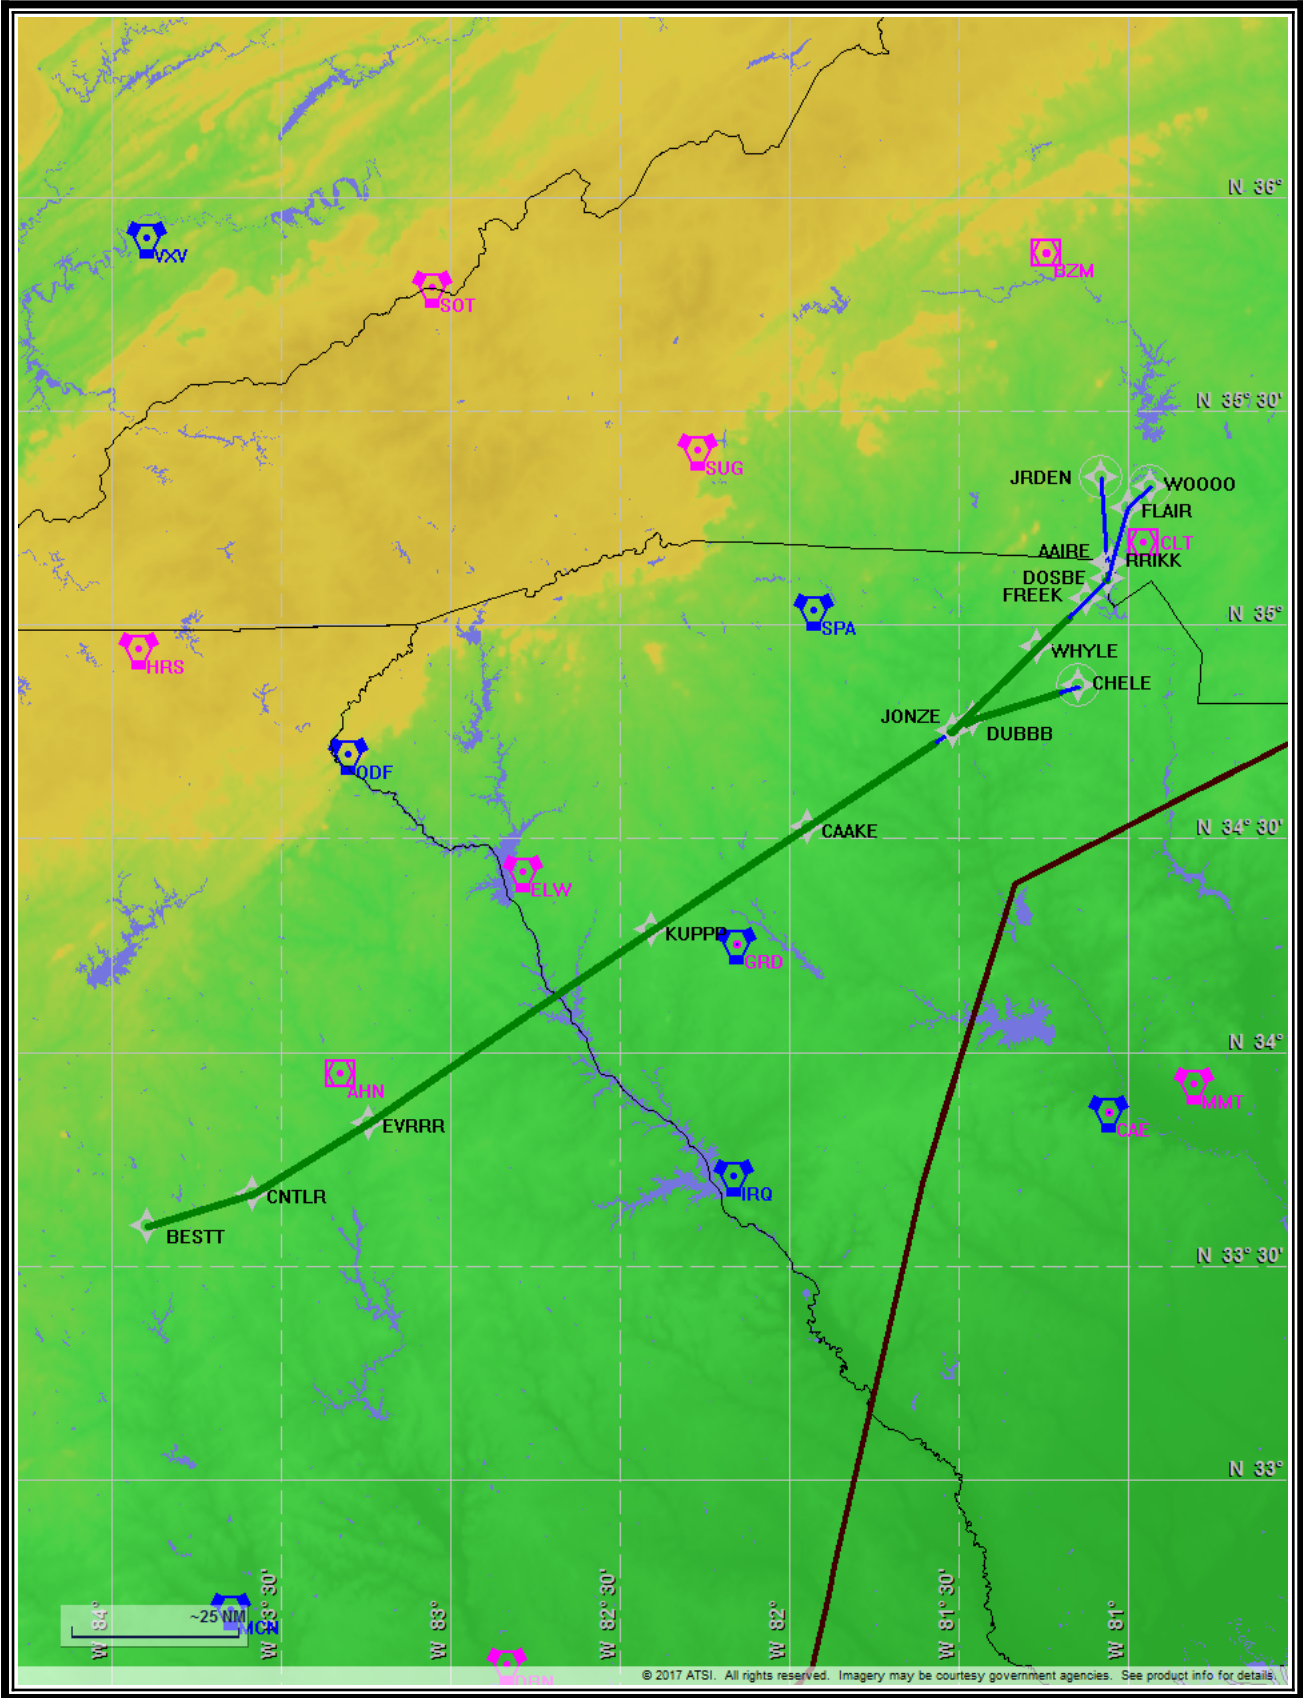 N 36°
VXV
BZM
SOT
N 35° 30'
SUG
JRDEN
WOOOO
FLAIR
CLT
AAIRE
RRIKK
DOSBE
FREEK
SPA
N 35°
WHYLE
HRS
CHELE
JONZE
DUBBB
ODF
CAAKE
N 34° 30'
ELW
KUPPP
GRD
N 34°
AHN
MMT
CAE
EVRRR
IRQ
CNTLR
BESTT
N 33° 30'
N 33°
~25 NM
MCN
W 84°
W 83° 30'
W 83°
W 82° 30'
W 82°
W 81° 30'
W 81°
DBN
© 2017 ATSI. All rights reserved. Imagery may be courtesy government agencies. See product info for details.